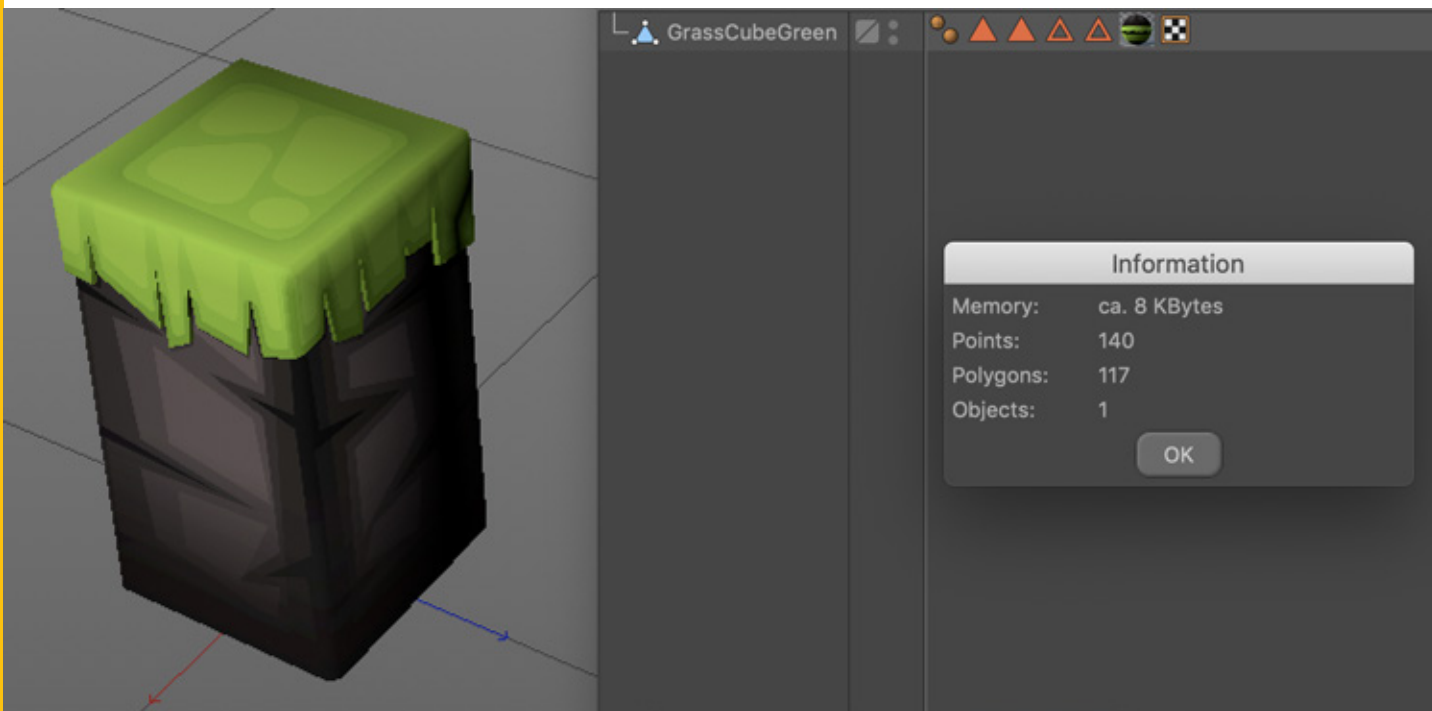 GrassCubeGreen
Information
Memory: ca. 8 KBytes
Points: 140
Polygons: 117
Objects: 1
OK